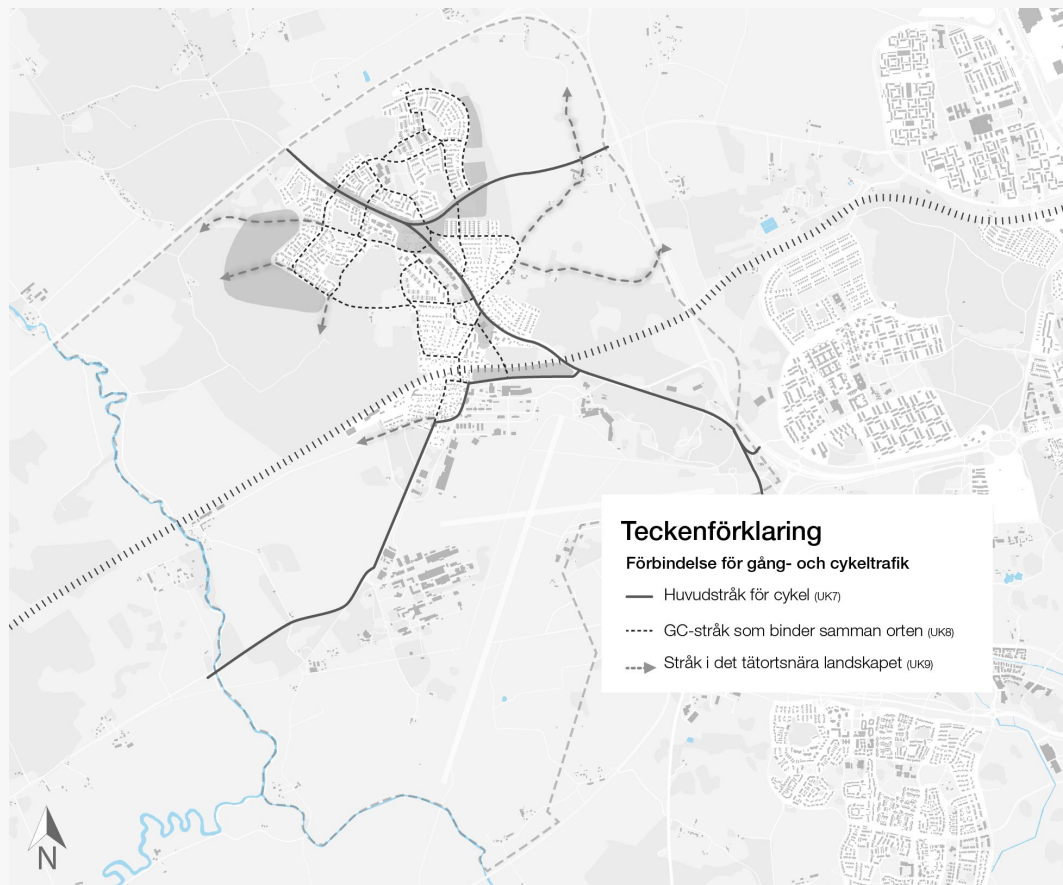 Teckenförklaring
Förbindelse för gång- och cykeltrafik
Huvudstråk för cykel (UK7)
GC-stråk som binder samman orten (UK8)
Stråk i det tätortsnära landskapet (UK9)
N